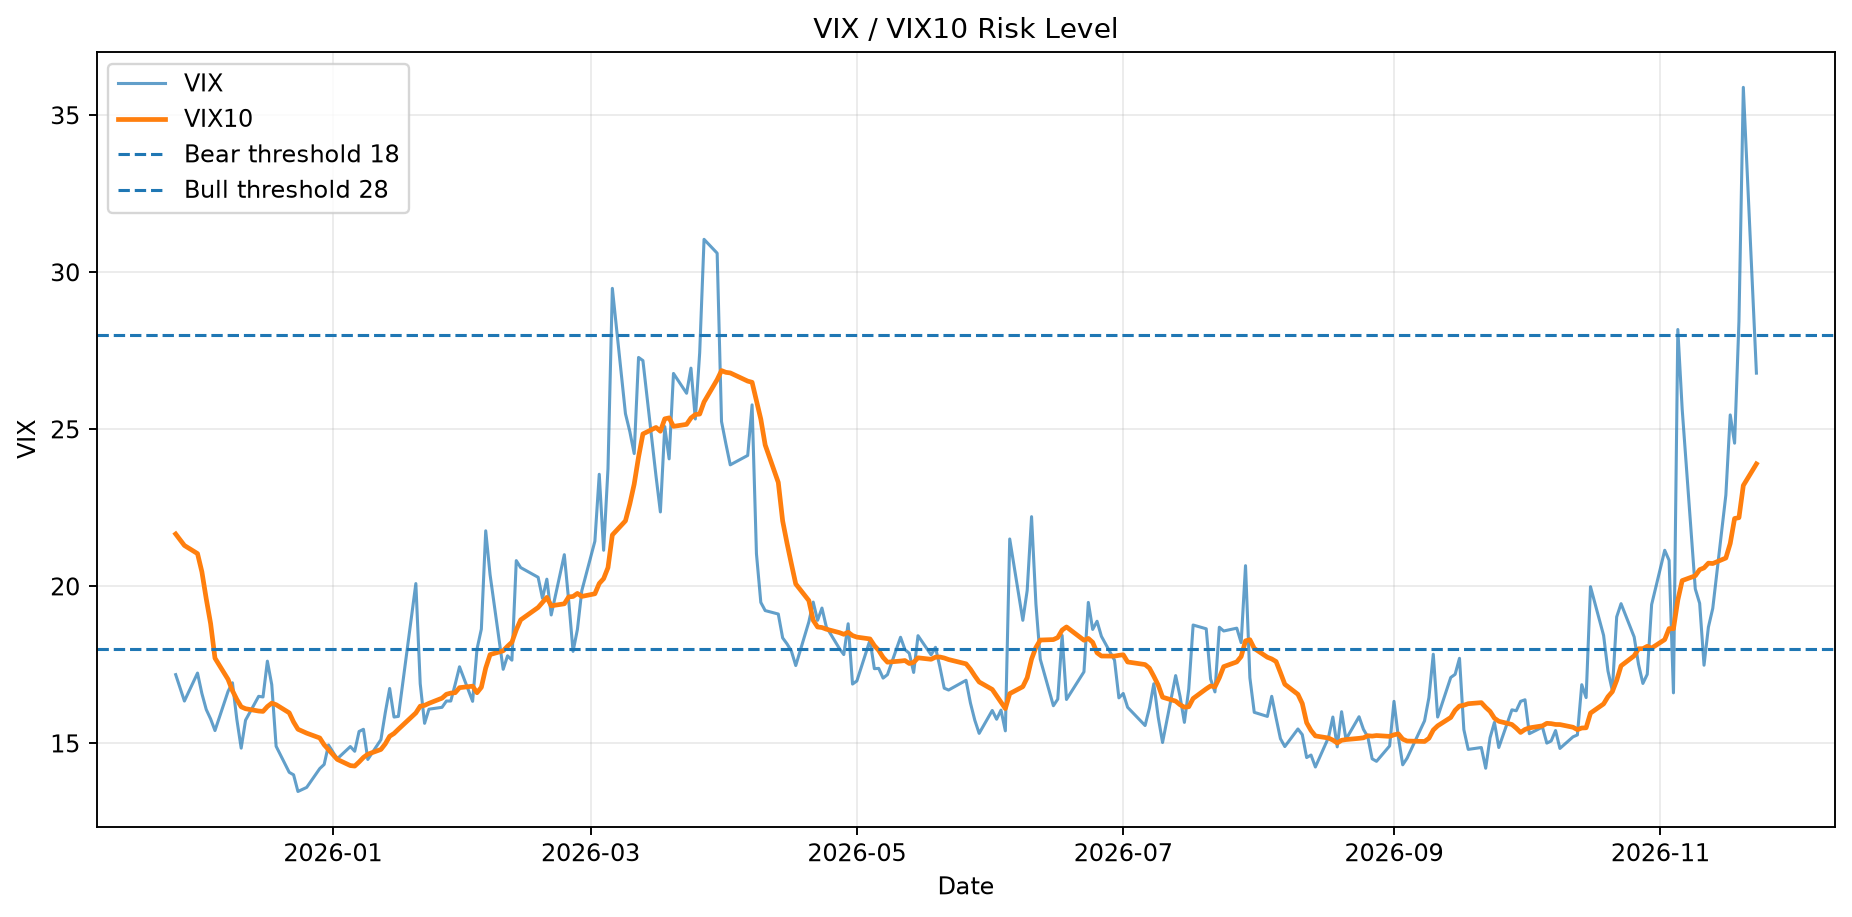 VIX / VIX10 Risk Level
VIX
VIX10
Bear threshold 18
Bull threshold 28
35
30
25
20
15
VIX
2026-01
2026-03
2026-05
2026-07
2026-09
2026-11
Date